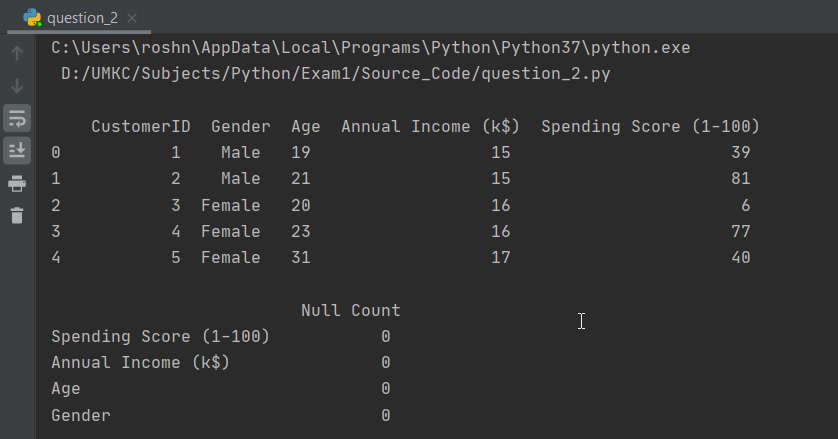 question_2
C:\Users\roshn\AppData\Local\Programs\Python\Python37\python.exe
D:/UMKC/Subjects/Python/Exam1/Source_Code/question_2.py
CustomerID Gender Age Annual Income (k$) Spending Score (1-100)
0 1 Male 19 15 39
1 2 Male 21 15 81
2 3 Female 20 16 6
3 4 Female 23 16 77
4 5 Female 31 17 40
Null Count
Spending Score (1-100) 0
Annual Income (k$) 0
Age 0
Gender 0